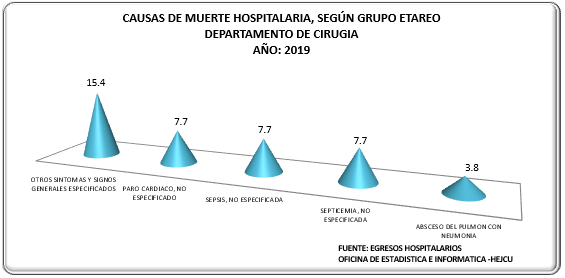 CAUSAS DE MUERTE HOSPITALARIA, SEGÚN GRUPO ETAREO
DEPARTAMENTO DE CIRUGIA
AÑO: 2019
15.4
7.7
7.7
7.7
3.8
OTROS SINTOMAS Y SIGNOS
GENERALES ESPECIFICADOS
PARO CARDIACO, NO
ESPECIFICADO
SEPSIS, NO ESPECIFICADA
SEPTICEMIA, NO
ESPECIFICADA
ABSCESO DEL PULMON CON
NEUMONIA
FUENTE: EGRESOS HOSPITALARIOS
OFICINA DE ESTADISTICA E INFORMATICA -HEJCU